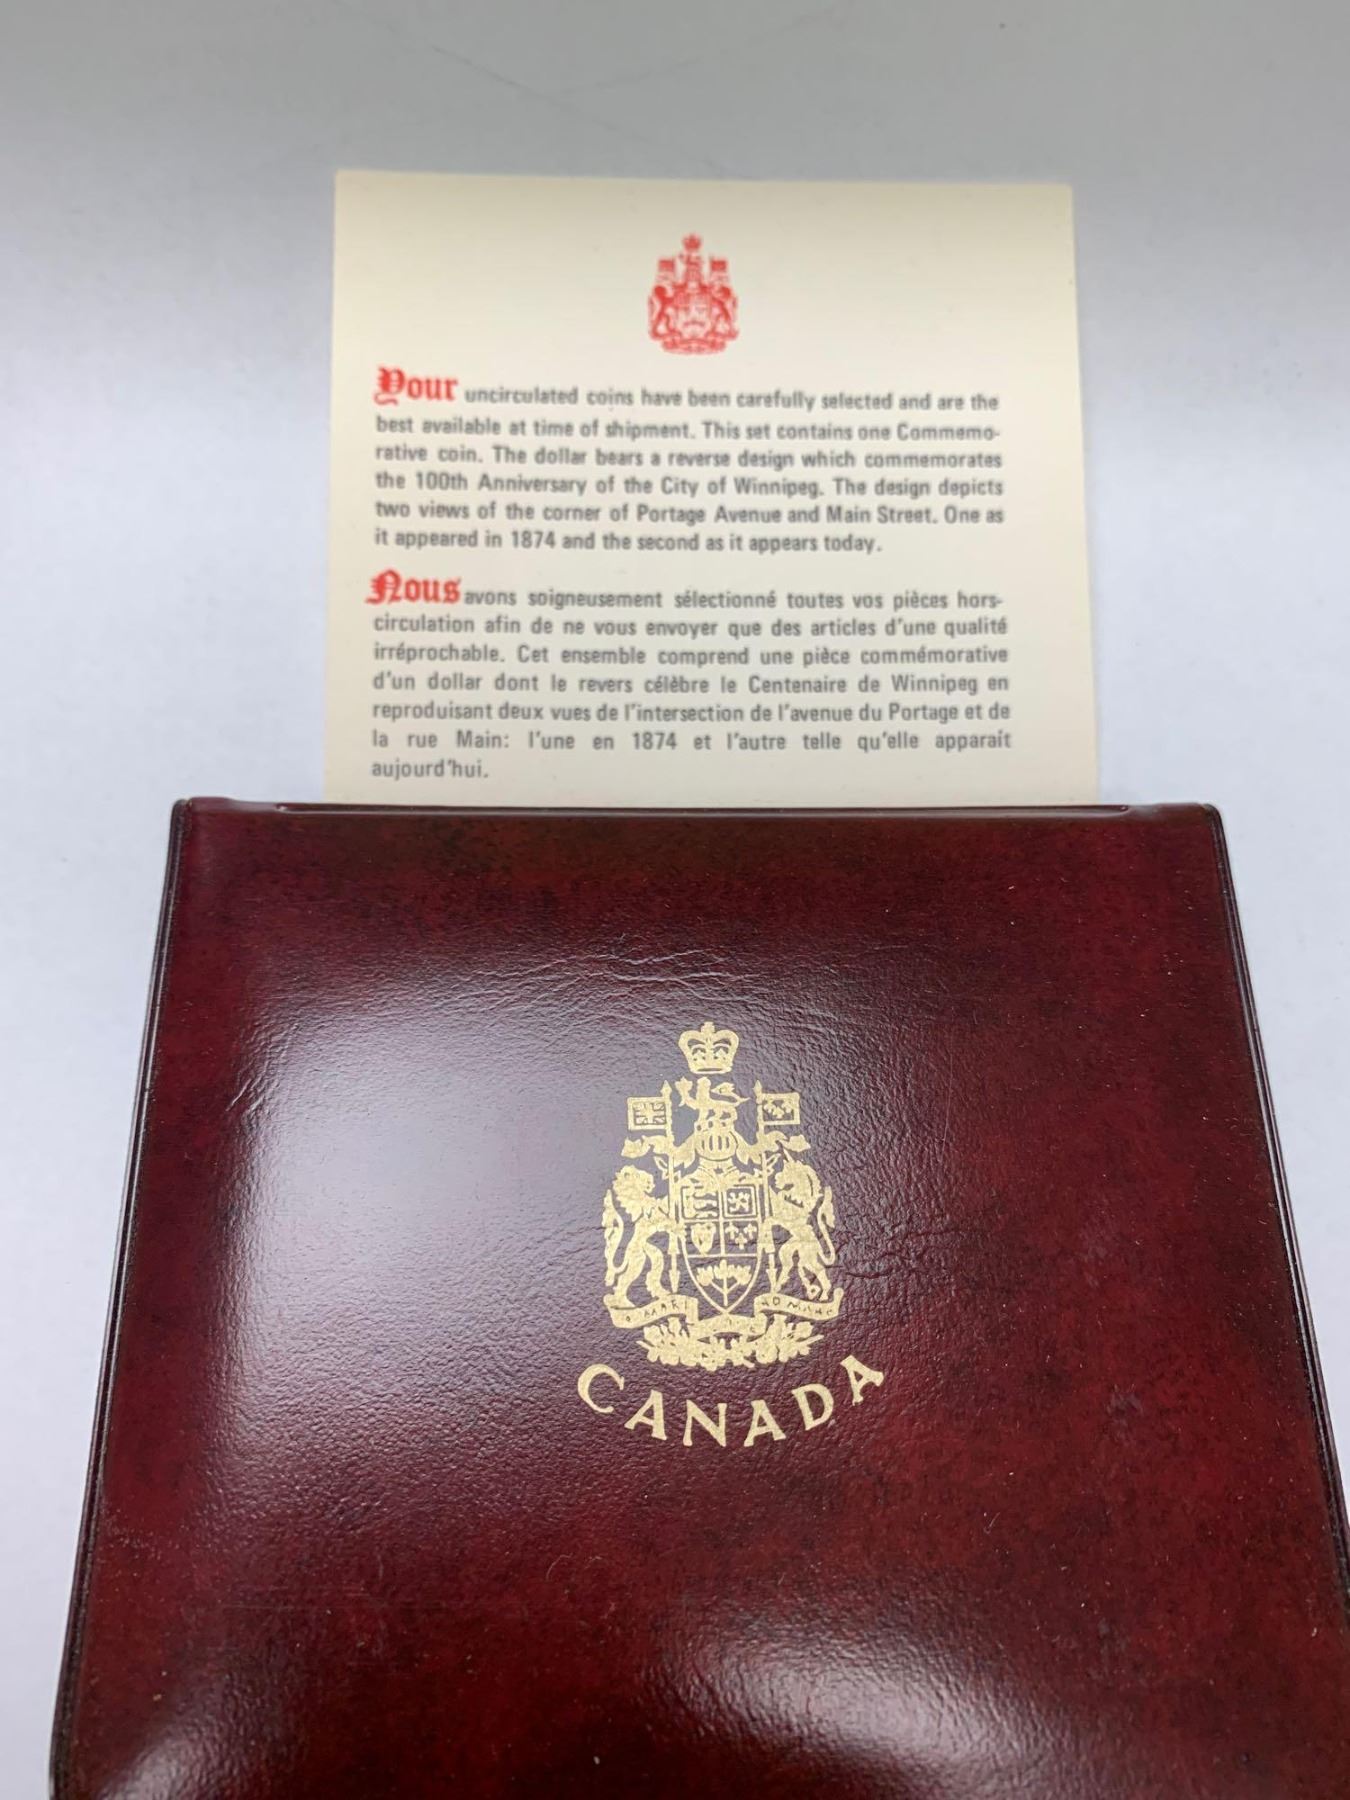 Your uncirculated coins have been carefully selected and are the
best available at time of shipment. This set contains one Commemo-
rative coin. The dollar bears a reverse design which commemorates
the 100th Anniversary of the City of Winnipeg. The design depicts
two views of the corner of Portage Avenue and Main Street. One as
it appeared in 1874 and the second as it appears today.
Nous avons soigneusement sélectionné toutes vos pièces hors-
circulation afin de ne vous envoyer que des articles d'une qualité
irréprochable. Cet ensemble comprend une pièce commémorative
d'un dollar dont le revers célèbre le Centenaire de Winnipeg en
reproduisant deux vues de l'intersection de l'avenue du Portage et de
la rue Main: l'une en 1874 et l'autre telle qu'elle apparaît
aujourd'hui.
A MARI AD MARE
CANADA